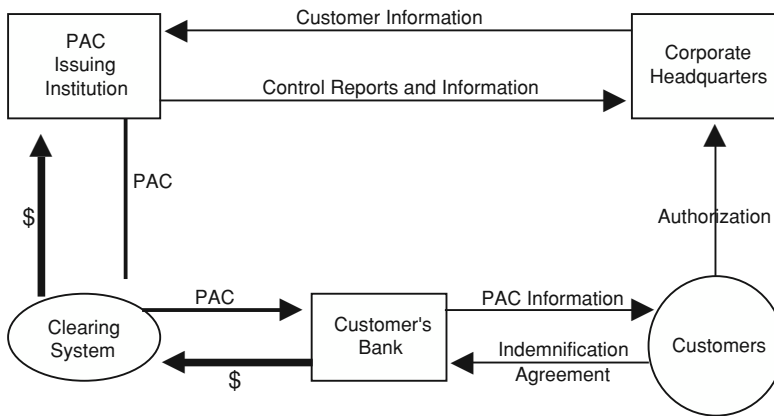 Customer Information
PAC
Issuing
Institution
Corporate
Headquarters
Control Reports and Information
PAC
$
Authorization
PAC
PAC Information
Clearing
System
Customer's
Bank
Customers
Indemnification
Agreement
$